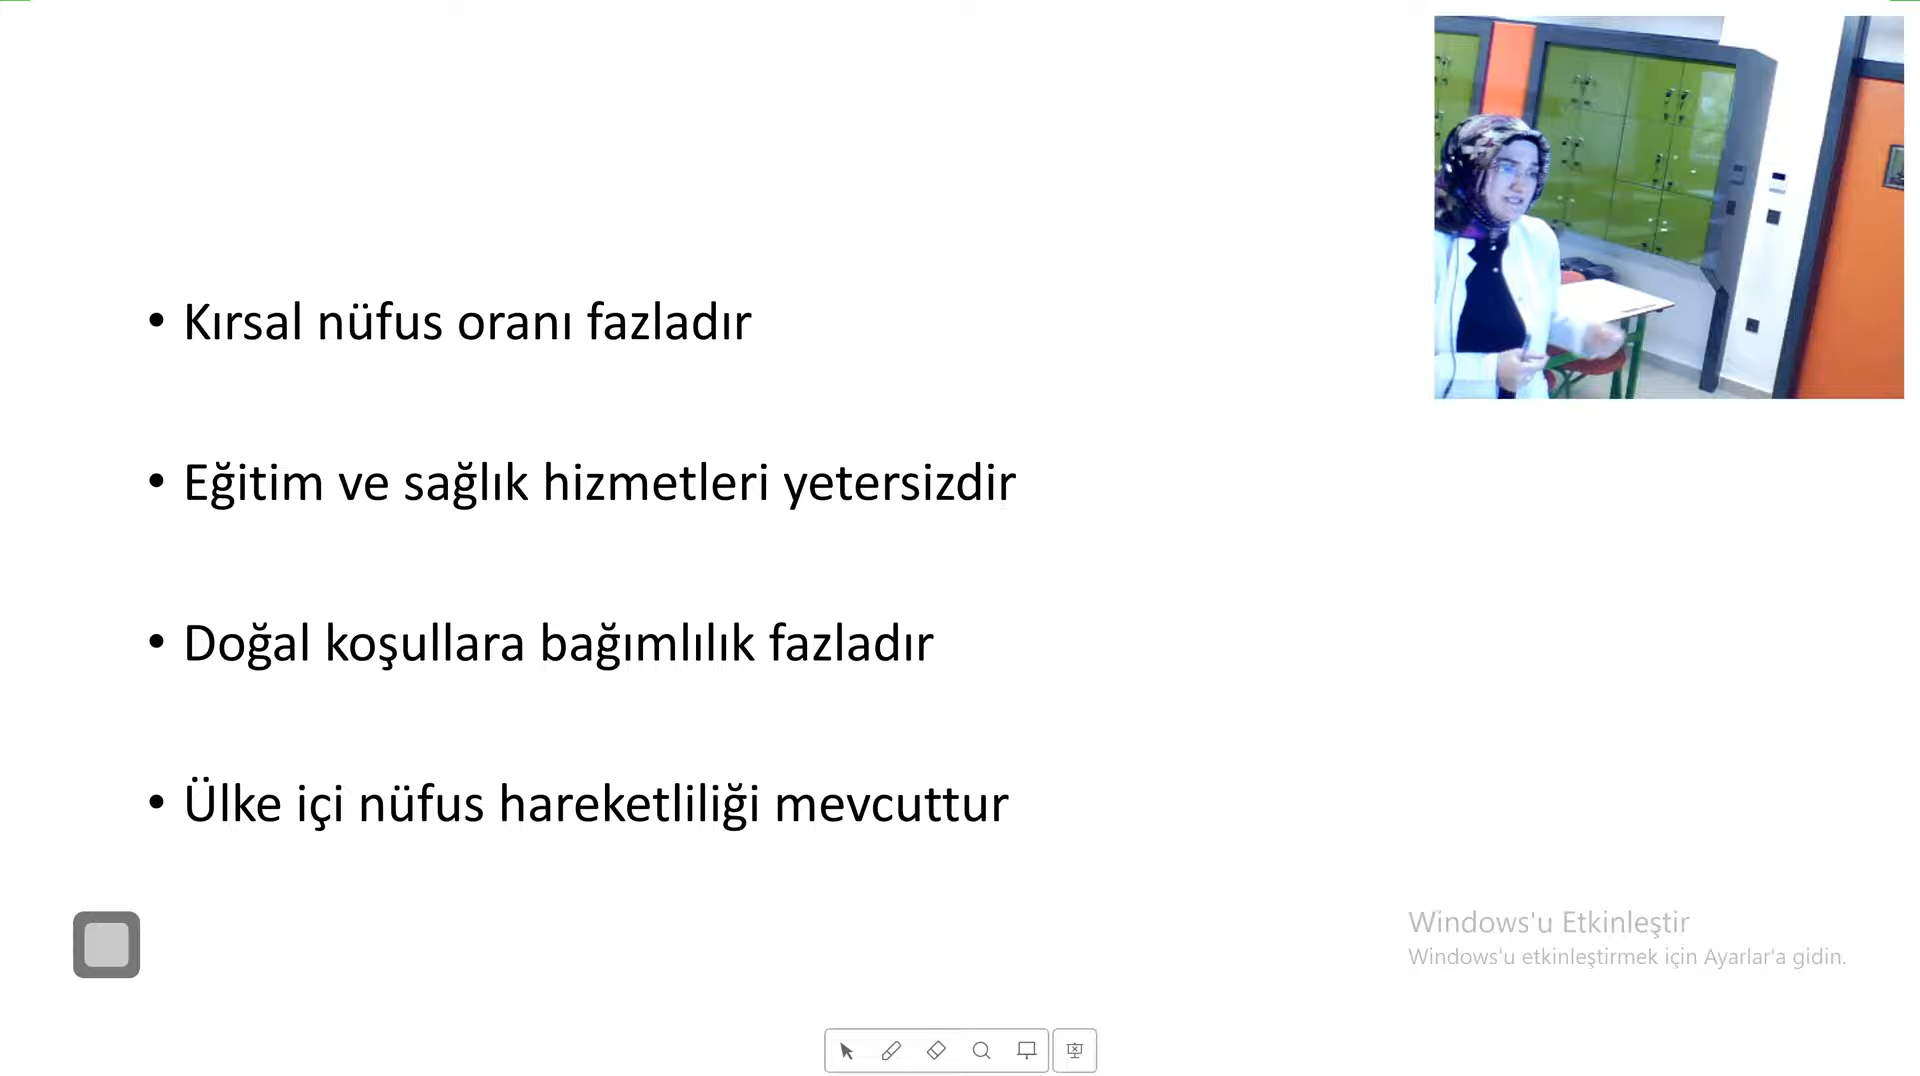 • Kırsal nüfus oranı fazladır
• Eğitim ve sağlık hizmetleri yetersizdir
• Doğal koşullara bağımlılık fazladır
• Ülke içi nüfus hareketliliği mevcuttur
Windows'u Etkinleştir
Windows'u etkinleştirmek için Ayarlar'a gidin.